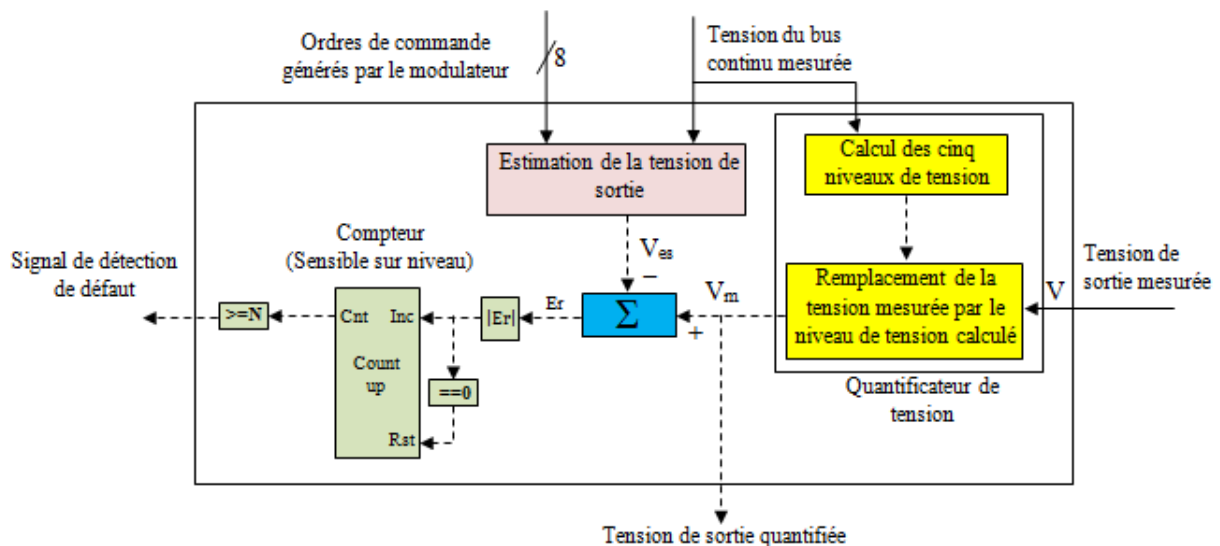 Ordres de commande
générés par le modulateur
8
Tension du bus
continu mesurée
Estimation de la tension de
sortie
Calcul des cinq
niveaux de tension
Compteur
(Sensible sur niveau)
Signal de détection
de défaut
Ves
−
Vm
+
Remplacement de la
tension mesurée par le
niveau de tension calculé
V
Tension de
sortie mesurée
>=N
Cnt
Inc
Count
up
Rst
|Er|
Er
Σ
==0
Quantificateur de
tension
Tension de sortie quantifiée